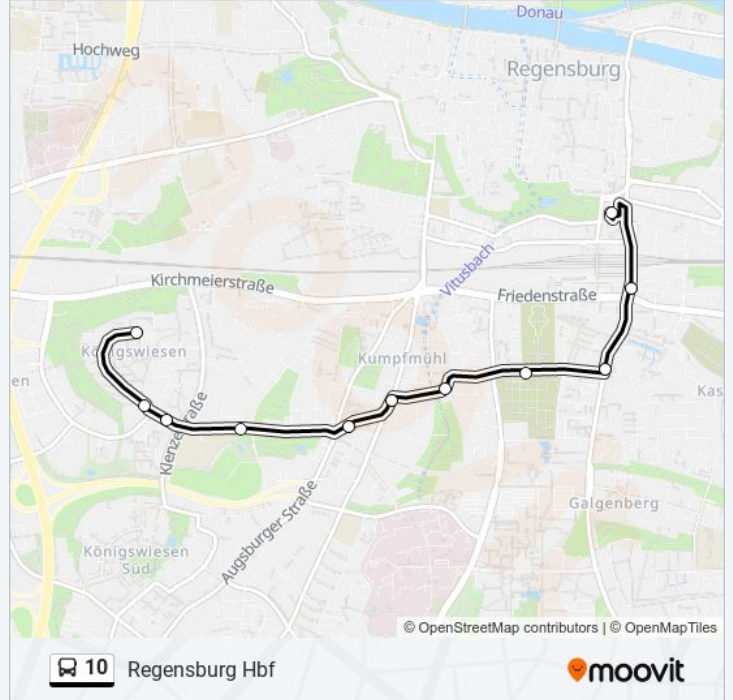 Donau
Hochweg
Regensburg
Vitusbach
Kirchmeierstraße
Friedenstraße
Königswiesen
Kumpfmühl
en
Kas
Klenzestraße
Galgenberg
Augsburger Straße
Königswiesen
Süd
© OpenStreetMap contributors | © OpenMapTiles
10 Regensburg Hbf
moovit